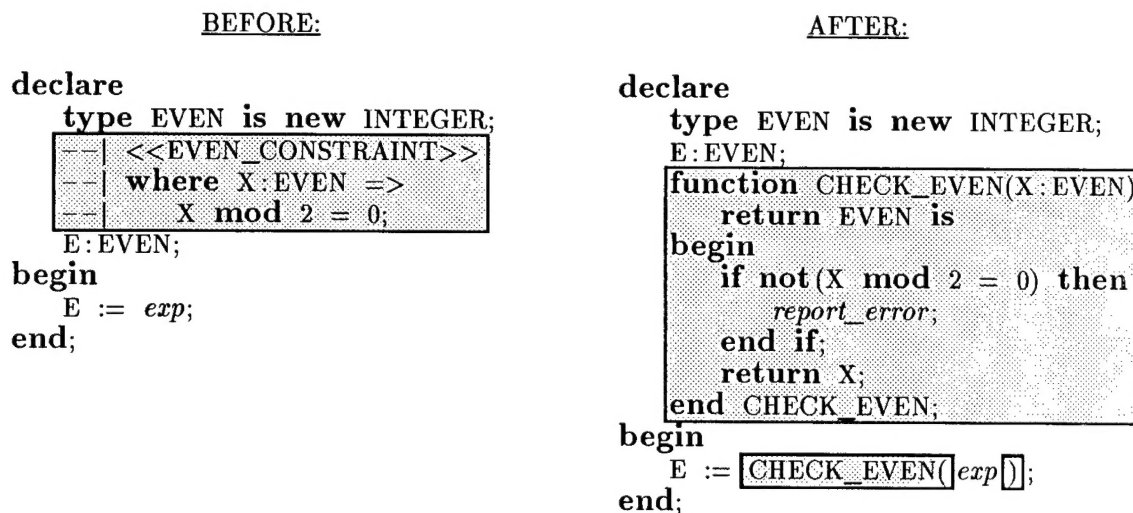 BEFORE:
declare
type EVEN is new INTEGER;
--| <<EVEN_CONSTRAINT>>
--| where X:EVEN =>
--| X mod 2 = 0;
E:EVEN;
begin
E := exp;
end;
AFTER:
declare
type EVEN is new INTEGER;
E:EVEN;
function CHECK_EVEN(X:EVEN)
return EVEN is
begin
if not(X mod 2 = 0) then
report_error;
end if;
return X;
end CHECK_EVEN;
begin
E := CHECK_EVEN(exp);
end;